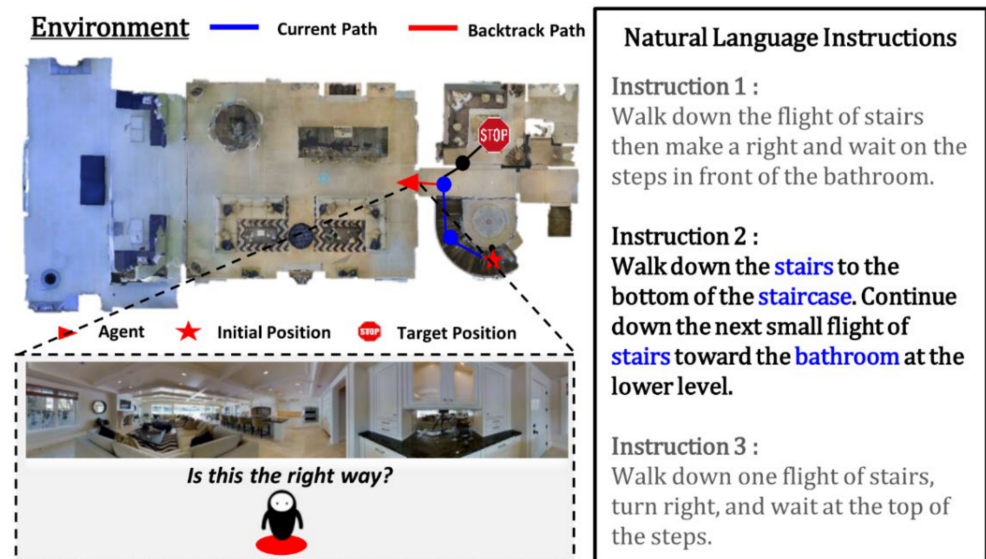 Environment
Current Path
Backtrack Path
STOP
Agent
Initial Position
STOP
Target Position
Is this the right way?
Natural Language Instructions
Instruction 1 :
Walk down the flight of stairs
then make a right and wait on the
steps in front of the bathroom.
Instruction 2 :
Walk down the stairs to the
bottom of the staircase. Continue
down the next small flight of
stairs toward the bathroom at the
lower level.
Instruction 3 :
Walk down one flight of stairs,
turn right, and wait at the top of
the steps.